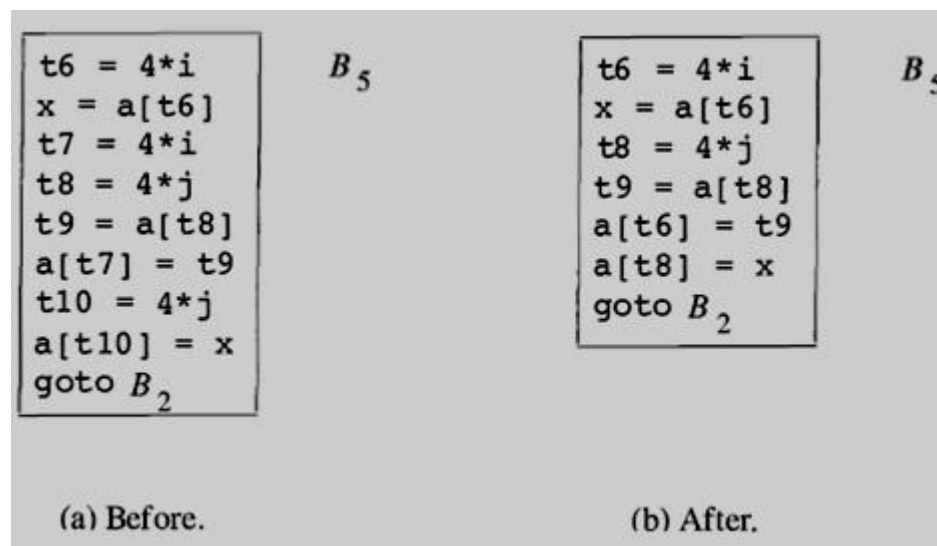 t6 = 4*i
x = a[t6]
t7 = 4*i
t8 = 4*j
t9 = a[t8]
a[t7] = t9
t10 = 4*j
a[t10] = x
goto B2
B5
(a) Before.
t6 = 4*i
x = a[t6]
t8 = 4*j
t9 = a[t8]
a[t6] = t9
a[t8] = x
goto B2
B5
(b) After.